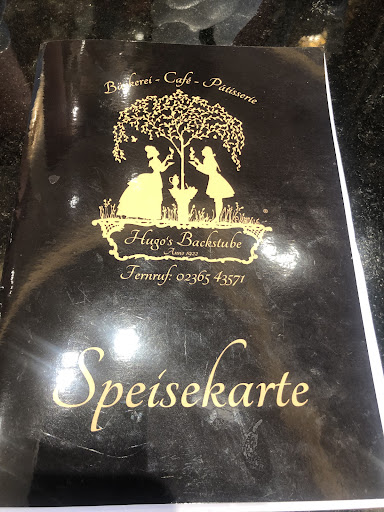 Bäckerei - Café - Pâtisserie
Hugo's Backstube
Anno 1922
Fernruf: 02365 43571
Speisekarte